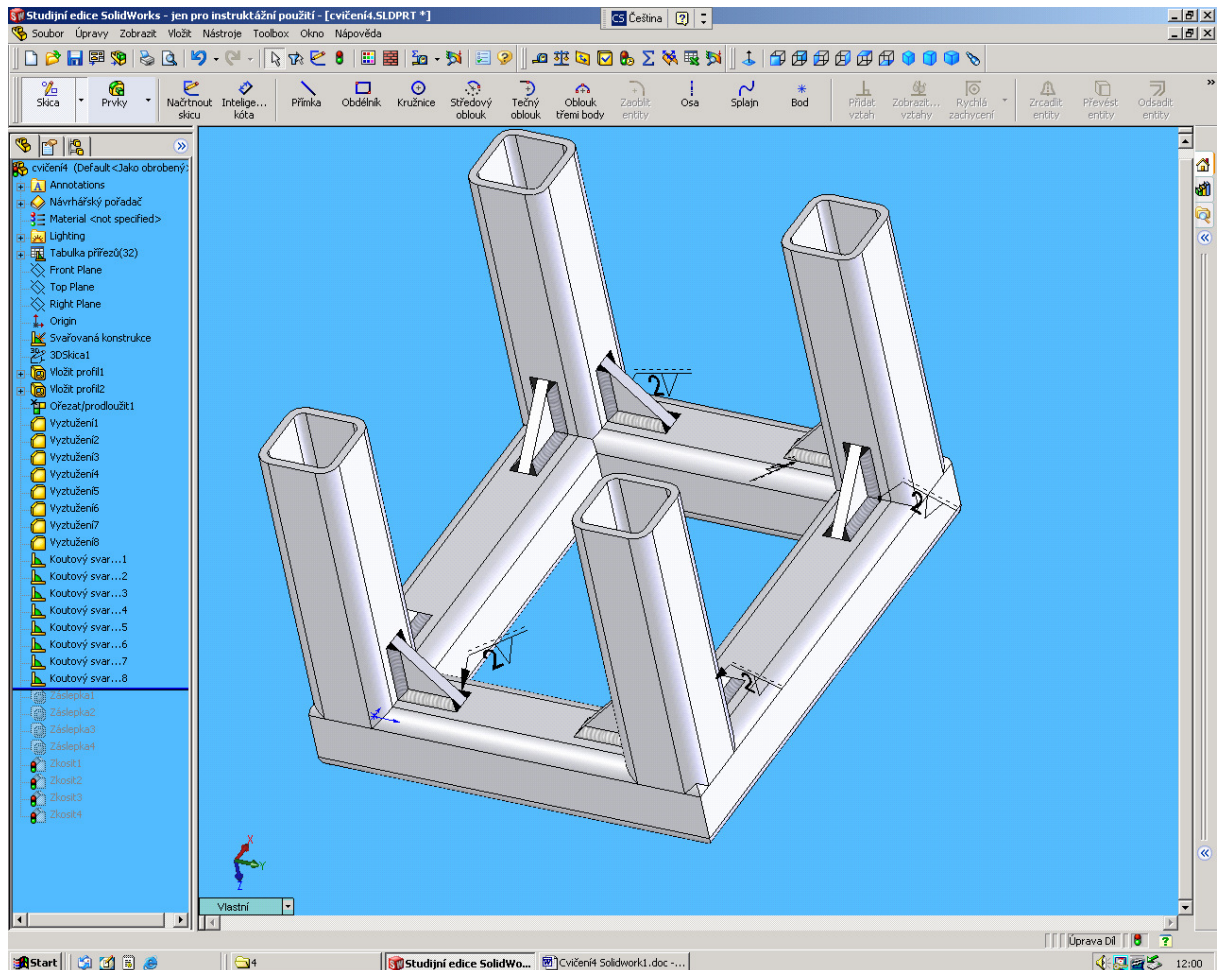 Studijní edice SolidWorks - jen pro instruktážní použití - [cvičení4.SLDPRT *]
CS Čeština
Soubor Úpravy Zobrazit Vložit Nástroje Toolbox Okno Nápověda
Skica
Prvky
Načrtnout skicu
Intelige... kóta
Přímka
Obdélník
Kružnice
Středový oblouk
Tečný oblouk
Oblouk třemi body
Zaoblit entity
Osa
Splajn
Bod
Přidat vztah
Zobrazit... vztahy
Rychlá zachycení
Zrcadlit entity
Převést entity
Odsadit entity
cvičení4 (Default<Jako obrobený>
Annotations
Návrhářský pořadač
Material <not specified>
Lighting
Tabulka přířezů(32)
Front Plane
Top Plane
Right Plane
Origin
Svařovaná konstrukce
3DSkica1
Vložit profil1
Vložit profil2
Ořezat/prodloužit1
Vyztužení1
Vyztužení2
Vyztužení3
Vyztužení4
Vyztužení5
Vyztužení6
Vyztužení7
Vyztužení8
Koutový svar...1
Koutový svar...2
Koutový svar...3
Koutový svar...4
Koutový svar...5
Koutový svar...6
Koutový svar...7
Koutový svar...8
Záslepka1
Záslepka2
Záslepka3
Záslepka4
Zkosit1
Zkosit2
Zkosit3
Zkosit4
2
2
2
2
X
Y
Z
Vlastní
Úprava Díl
Start
4
Studijní edice SolidWo...
Cvičení4 Solidwork1.doc -...
12:00